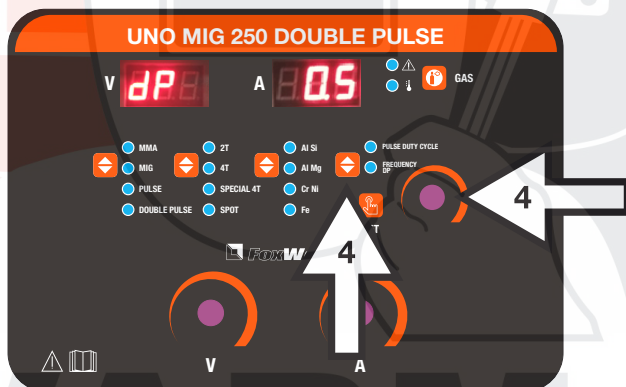 UNO MIG 250 DOUBLE PULSE
V dP A 0.5 GAS
MMA 2T Al Si PULSE DUTY CYCLE
MIG 4T Al Mg FREQUENCY DP
PULSE SPECIAL 4T Cr Ni
DOUBLE PULSE SPOT Fe
4
4
V A